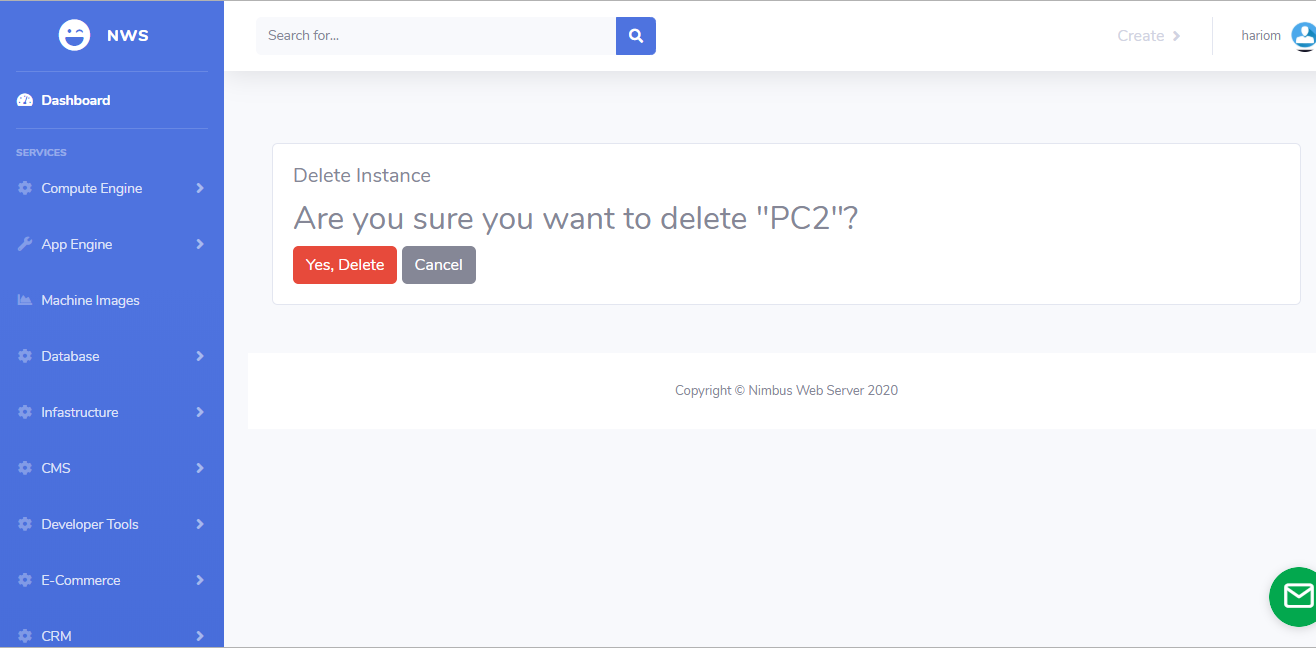 NWS
Search for...
Create
hariom
Dashboard
SERVICES
Compute Engine
App Engine
Machine Images
Database
Infastructure
CMS
Developer Tools
E-Commerce
CRM
Delete Instance
Are you sure you want to delete "PC2"?
Yes, Delete
Cancel
Copyright © Nimbus Web Server 2020